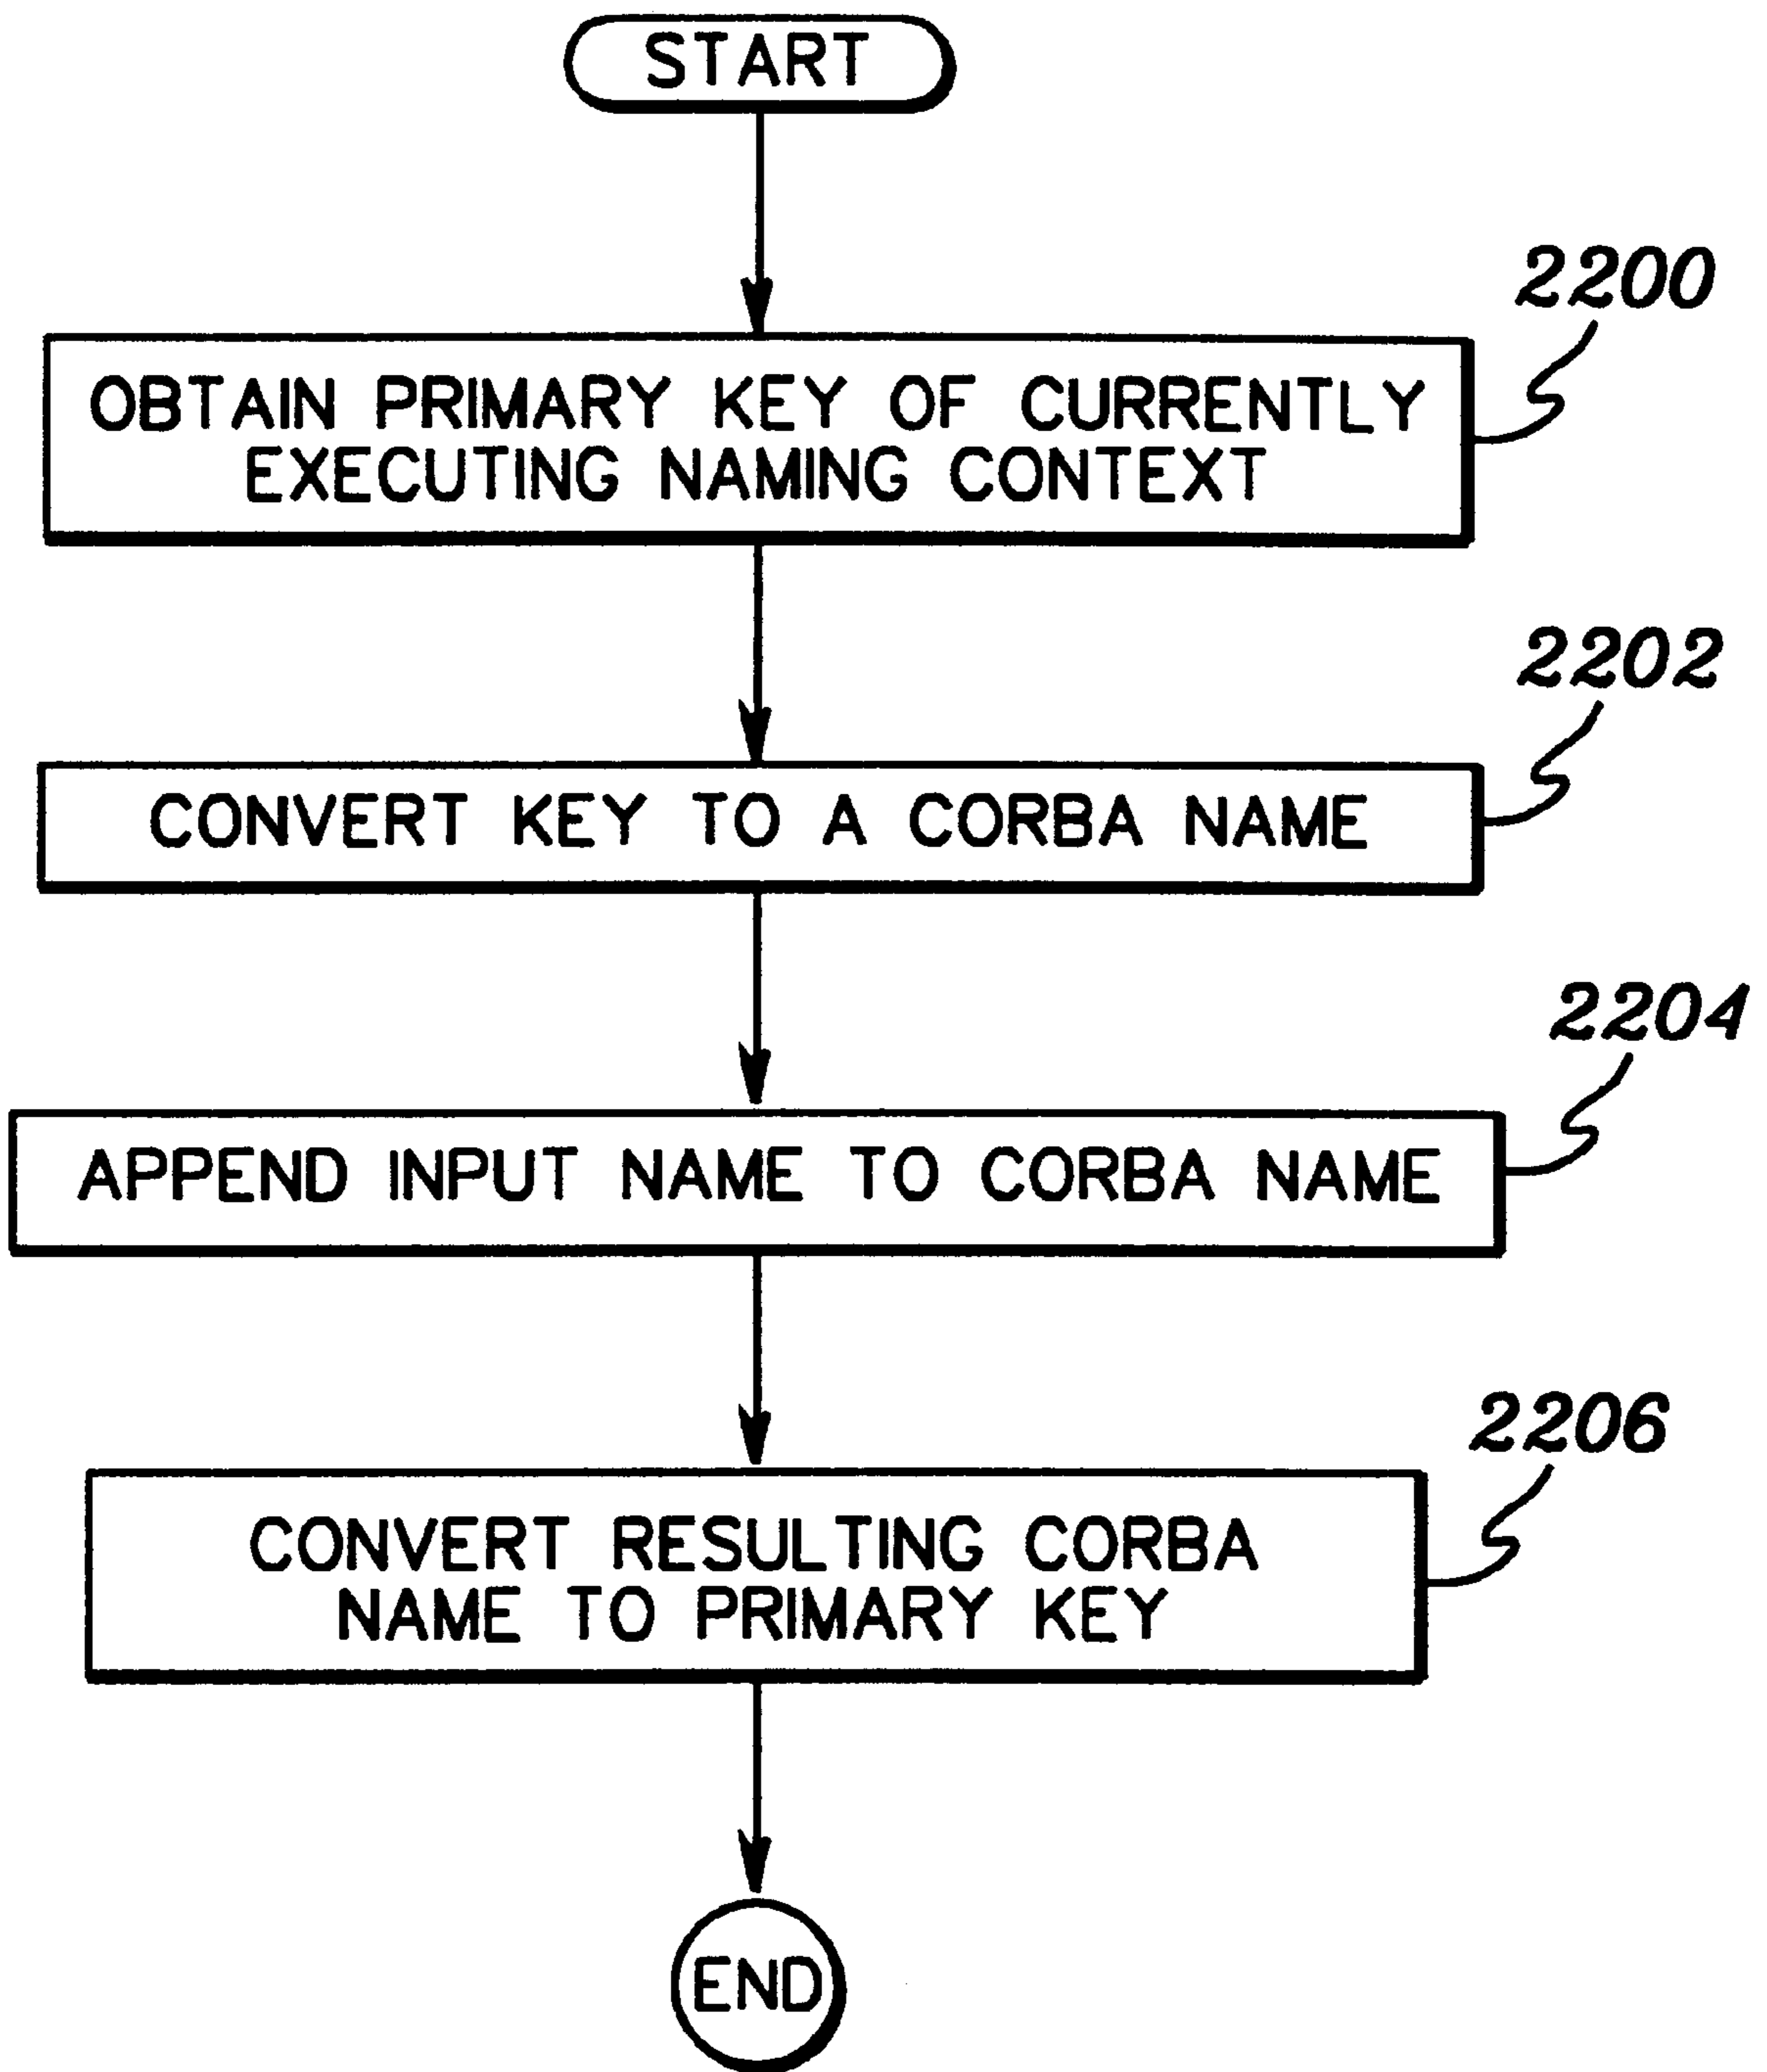 START
2200
OBTAIN PRIMARY KEY OF CURRENTLY
EXECUTING NAMING CONTEXT
2202
CONVERT KEY TO A CORBA NAME
2204
APPEND INPUT NAME TO CORBA NAME
2206
CONVERT RESULTING CORBA
NAME TO PRIMARY KEY
END